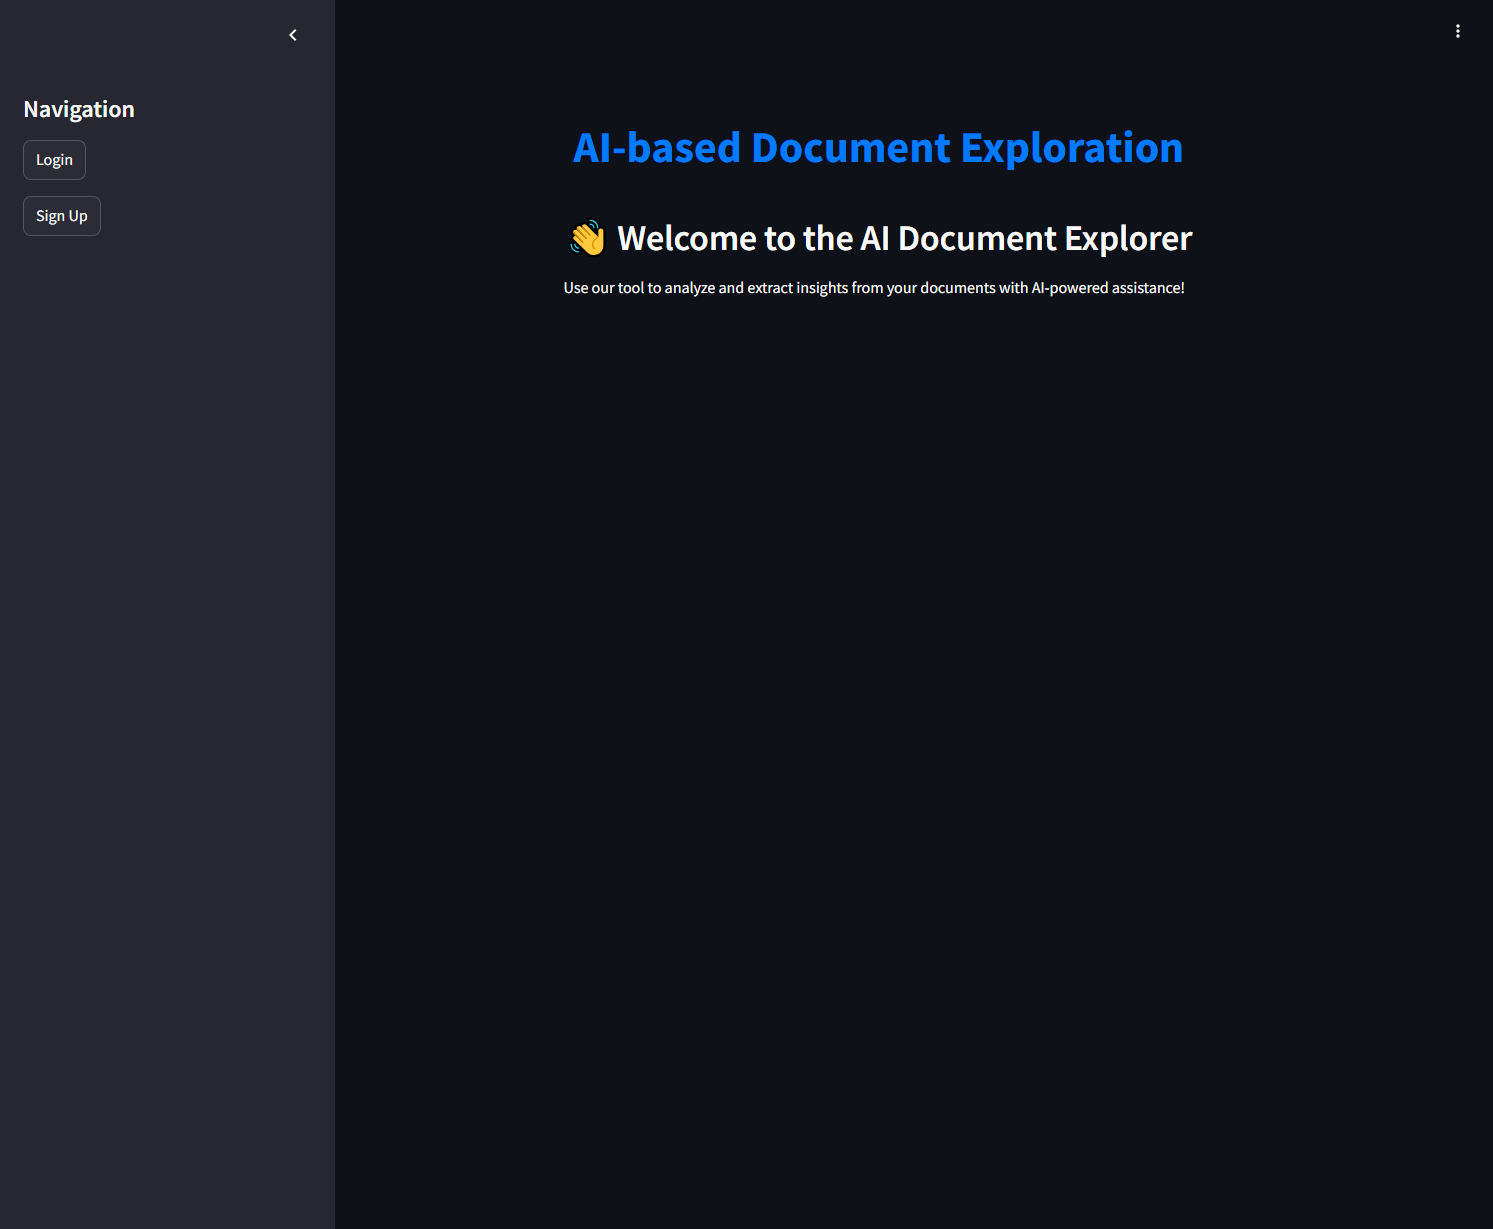 Navigation
Login
Sign Up
AI-based Document Exploration
👋 Welcome to the AI Document Explorer
Use our tool to analyze and extract insights from your documents with AI-powered assistance!